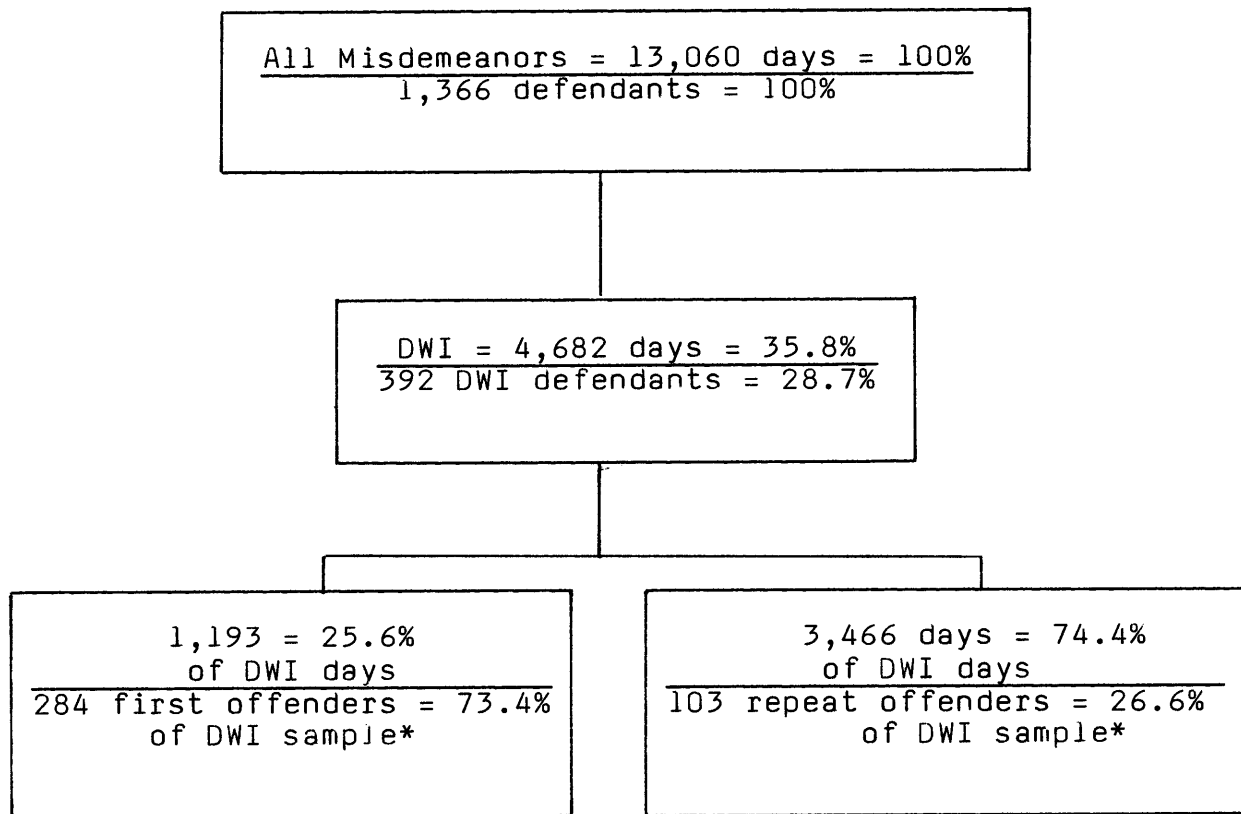 All Misdemeanors = 13,060 days = 100%
1,366 defendants = 100%
DWI = 4,682 days = 35.8%
392 DWI defendants = 28.7%
1,193 = 25.6%
of DWI days
284 first offenders = 73.4%
of DWI sample*
3,466 days = 74.4%
of DWI days
103 repeat offenders = 26.6%
of DWI sample*